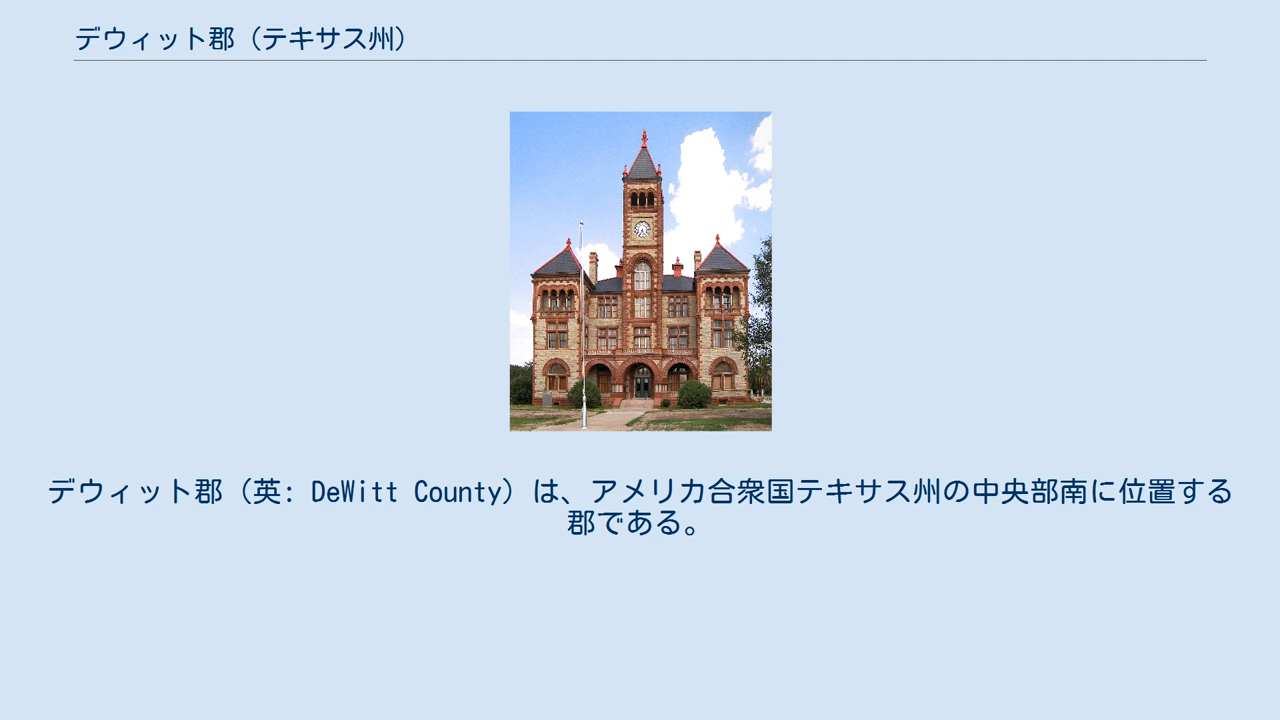 デウィット郡（テキサス州）
デウィット郡（英: DeWitt County）は、アメリカ合衆国テキサス州の中央部南に位置する
郡である。